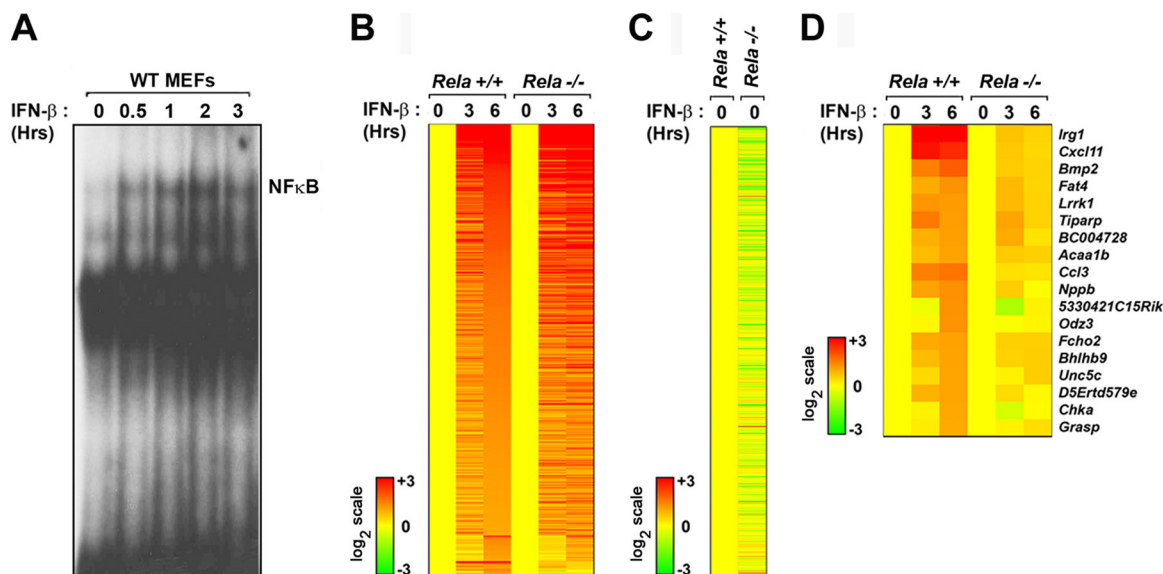 A
WT MEFs
IFN-β :
(Hrs)
0 0.5 1 2 3
NFκB
B
Rela +/+ Rela -/-
IFN-β :
(Hrs)
0 3 6 0 3 6
log2 scale
+3
0
-3
C
Rela +/+
Rela -/-
IFN-β :
(Hrs)
0 0
log2 scale
+3
0
-3
D
Rela +/+ Rela -/-
IFN-β :
(Hrs)
0 3 6 0 3 6
Irg1
Cxcl11
Bmp2
Fat4
Lrrk1
Tiparp
BC004728
Acaa1b
Ccl3
Nppb
5330421C15Rik
Odz3
Fcho2
Bhlhb9
Unc5c
D5Ertd579e
Chka
Grasp
log2 scale
+3
0
-3